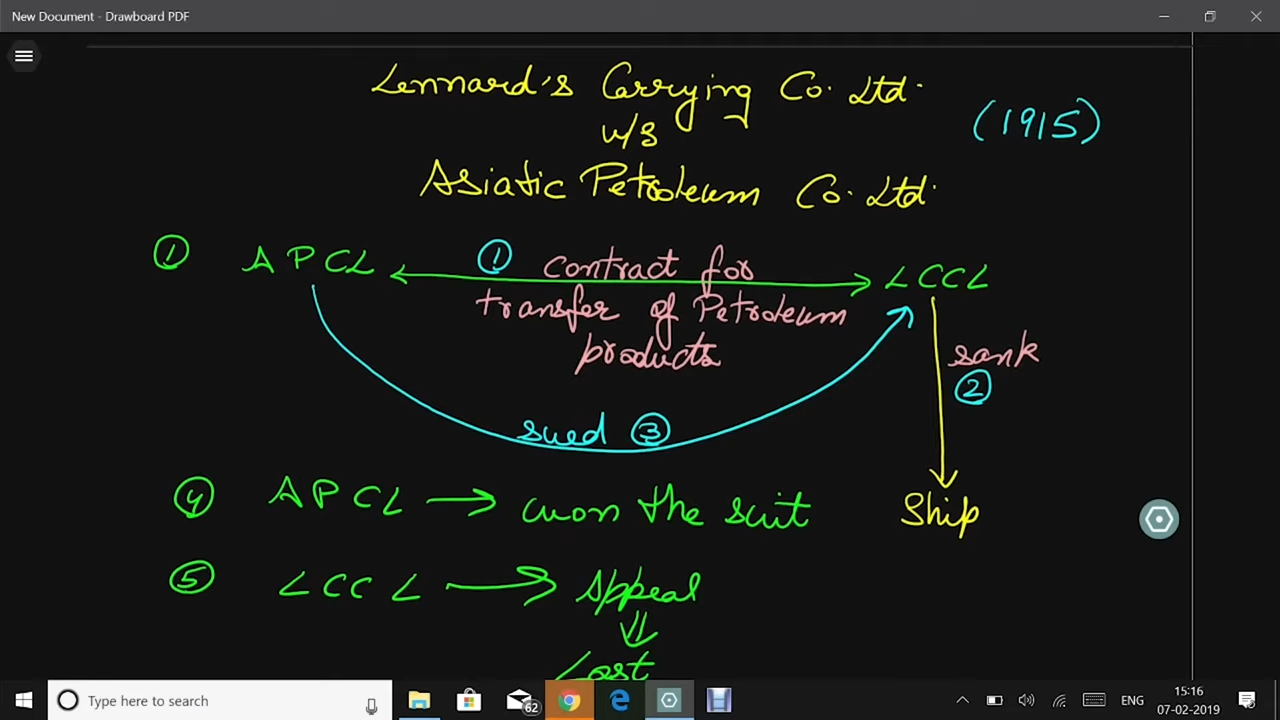 New Document - Drawboard PDF
Lennard's Carrying Co. Ltd.
v/s
(1915)
Asiatic Petroleum Co. Ltd.
① APCL ① contract for LCCL
transfer of Petroleum
products
sank
②
sued ③
④ APCL → won the suit
Ship
⑤ LCCL → Appeal
⇓
Lost
Type here to search
62
ENG
15:16
07-02-2019